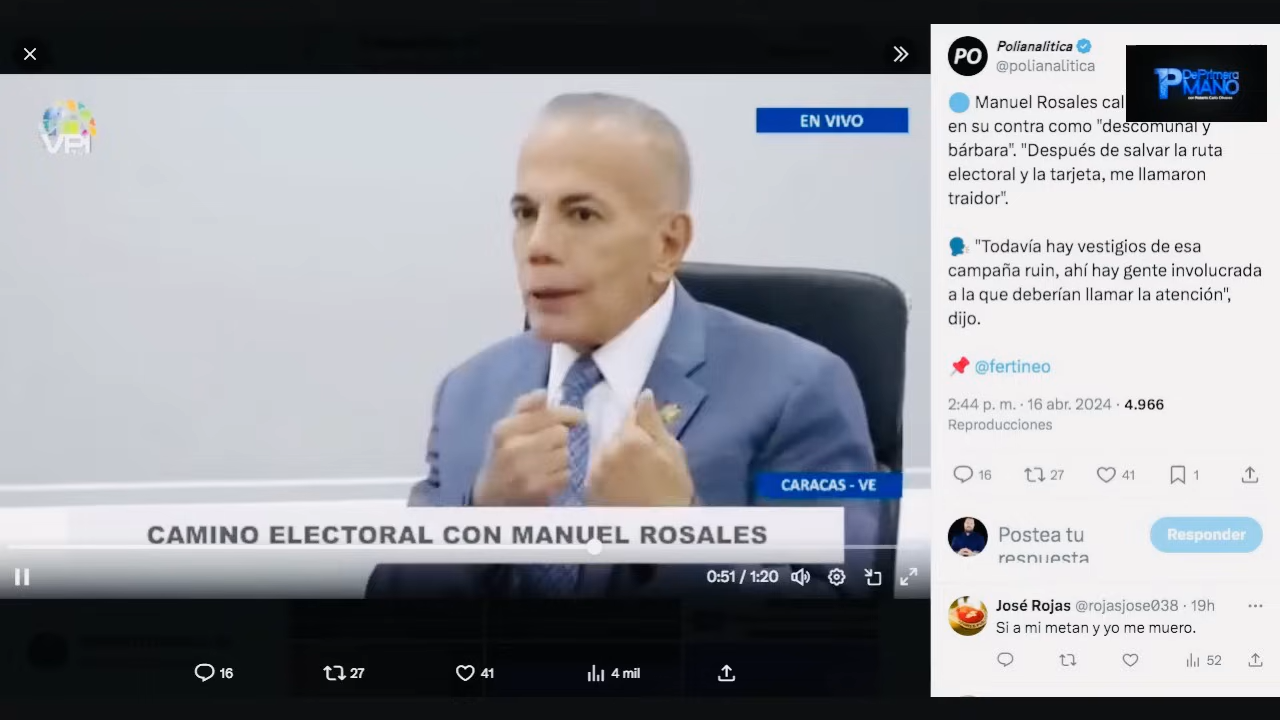 VPI
EN VIVO
CARACAS - VE
CAMINO ELECTORAL CON MANUEL ROSALES
0:51 / 1:20
16
27
41
4 mil
PO
Polianalitica
@polianalitica
1P DePrimera
MANO
Manuel Rosales
en su contra como "descomunal y
bárbara". "Después de salvar la ruta
electoral y la tarjeta, me llamaron
traidor".
"Todavía hay vestigios de esa
campaña ruin, ahí hay gente involucrada
a la que deberían llamar la atención",
dijo.
@fertineo
2:44 p. m. · 16 abr. 2024 · 4.966
Reproducciones
16
27
41
1
Postea tu
respuesta
Responder
José Rojas @rojasjose038 · 19h
Si a mi metan y yo me muero.
52